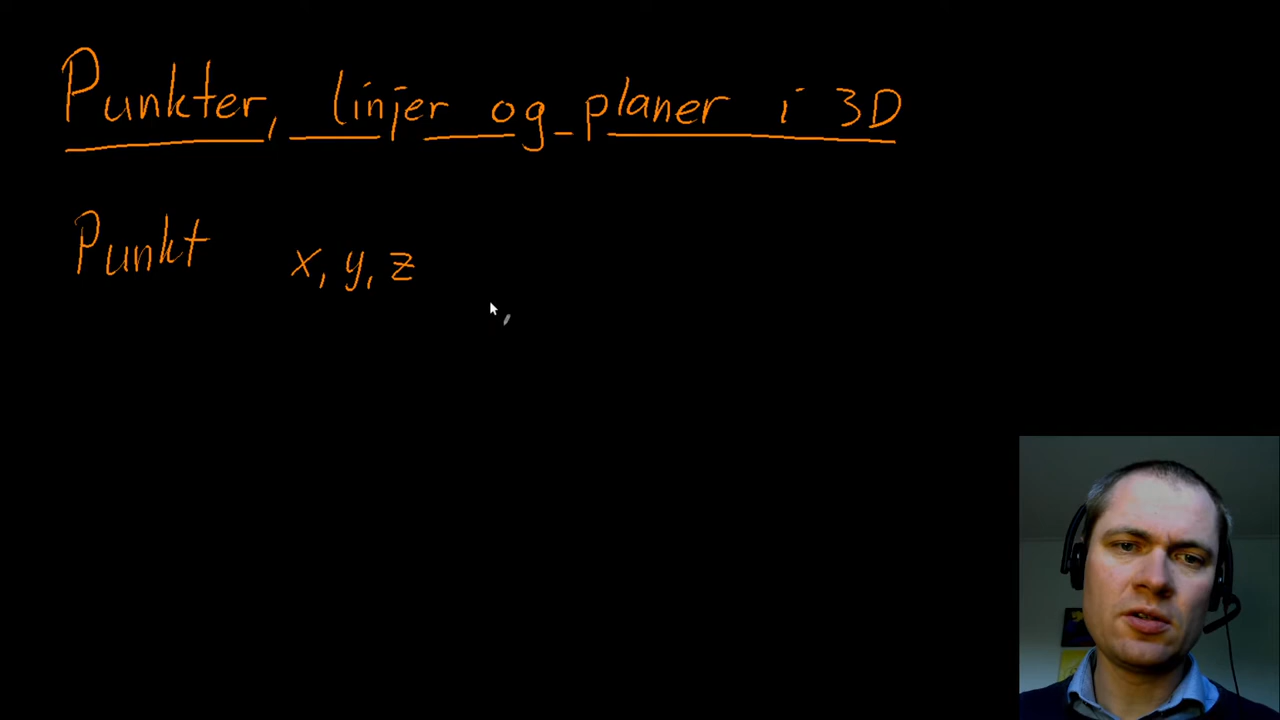 Punkter, linjer og planer i 3D
Punkt x, y, z